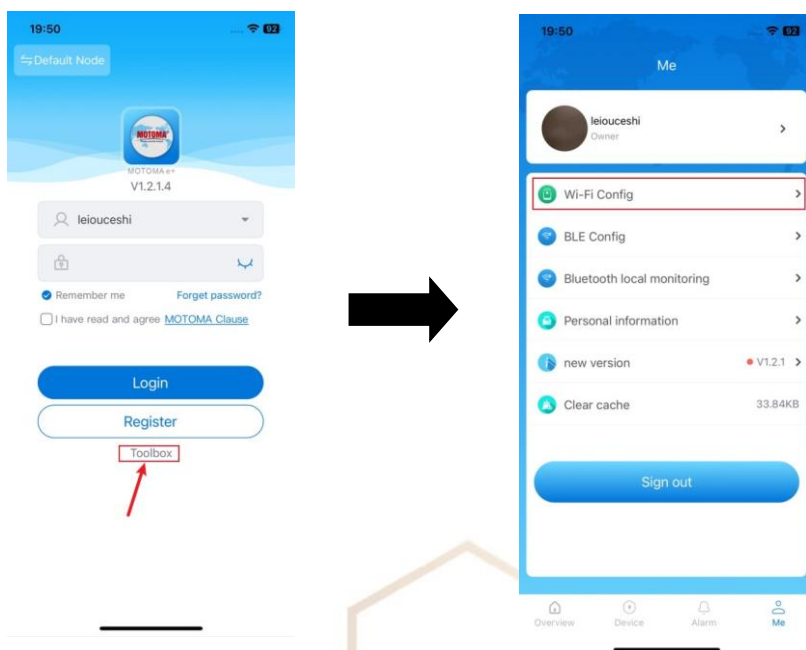 19:50
92
Default Node
MOTOMA
MOTOMA e+
V1.2.1.4
leiouceshi
Remember me Forget password?
I have read and agree MOTOMA Clause
Login
Register
Toolbox
19:50
92
Me
leiouceshi
Owner
Wi-Fi Config
BLE Config
Bluetooth local monitoring
Personal information
new version V1.2.1
Clear cache 33.84KB
Sign out
Overview Device Alarm Me